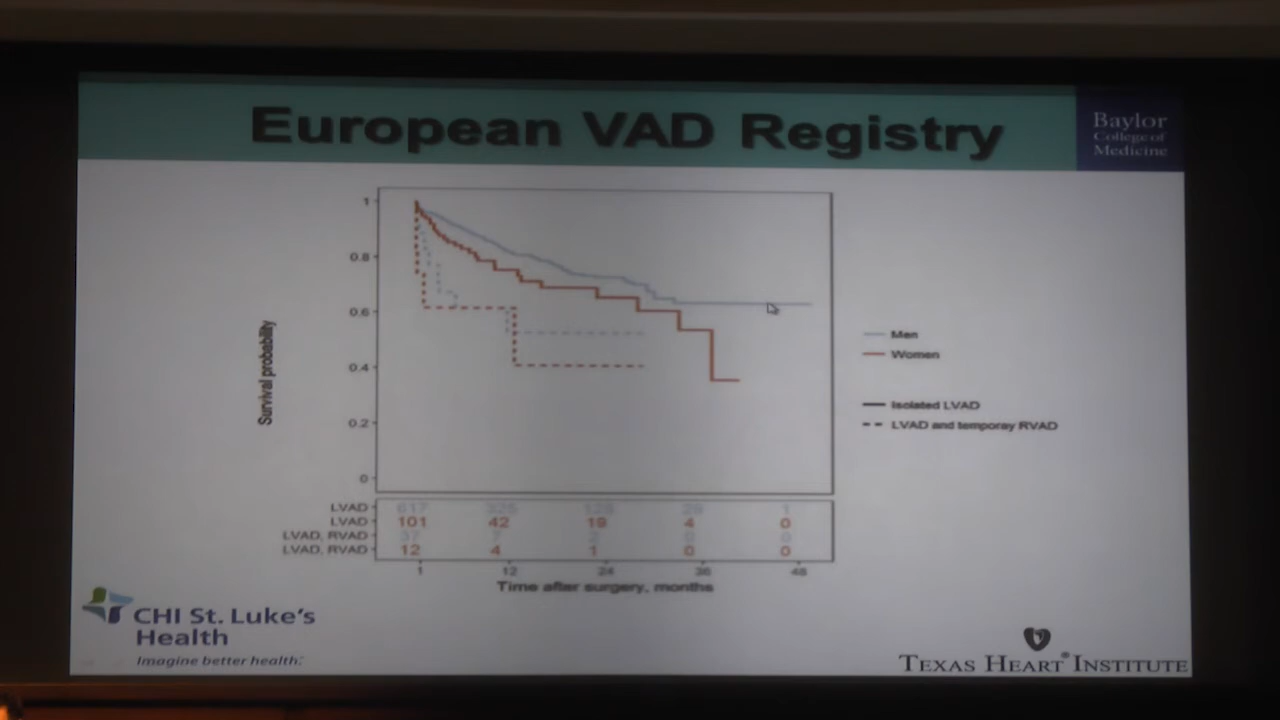 European VAD Registry
Baylor
College of
Medicine
1
0.8
0.6
0.4
0.2
0
Survival probability
Men
Women
Isolated LVAD
LVAD and temporay RVAD
LVAD 617 325 128 29 1
LVAD 101 42 19 4 0
LVAD, RVAD 37 7 2 0 0
LVAD, RVAD 12 4 1 0 0
1 12 24 36 48
Time after surgery, months
CHI St. Luke's
Health
Imagine better health.
TEXAS HEART® INSTITUTE